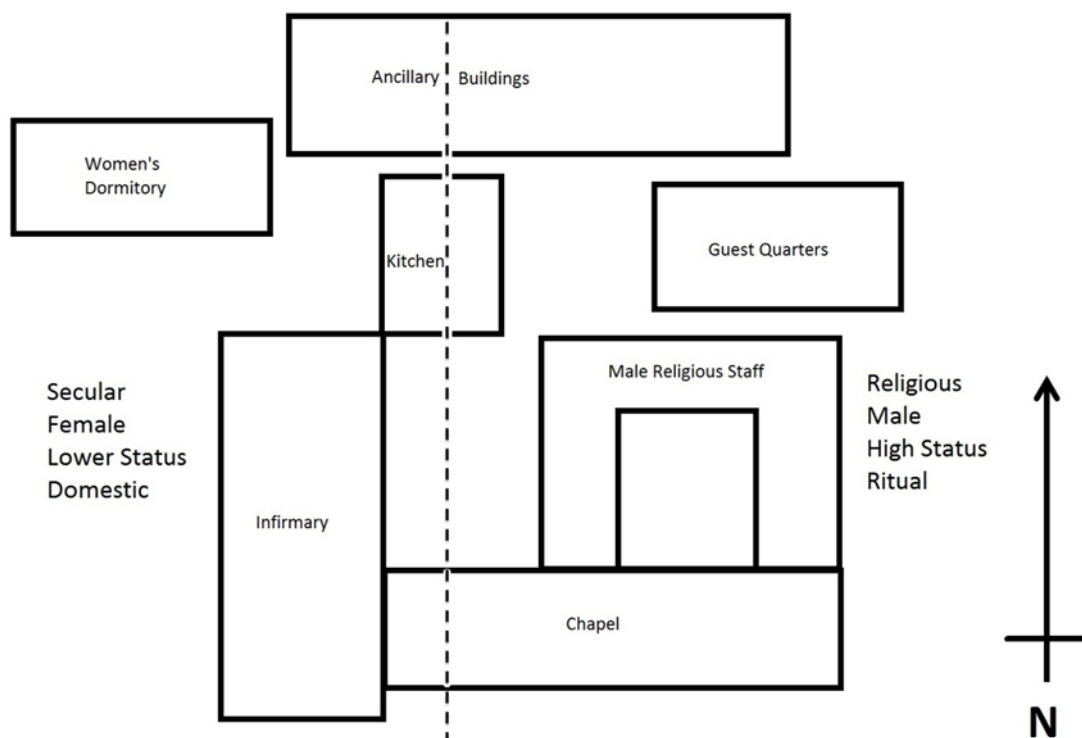 Ancillary Buildings
Women's
Dormitory
Kitchen
Guest Quarters
Male Religious Staff
Secular
Female
Lower Status
Domestic
Religious
Male
High Status
Ritual
Infirmary
Chapel
N